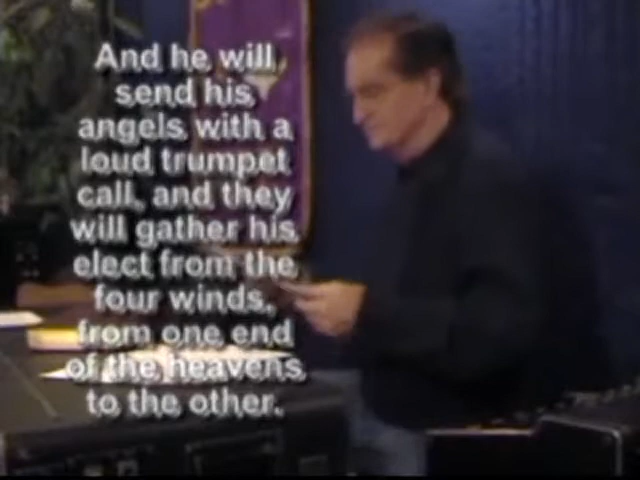 And he will
send his
angels with a
loud trumpet
call, and they
will gather his
elect from the
four winds,
from one end
of the heavens
to the other.